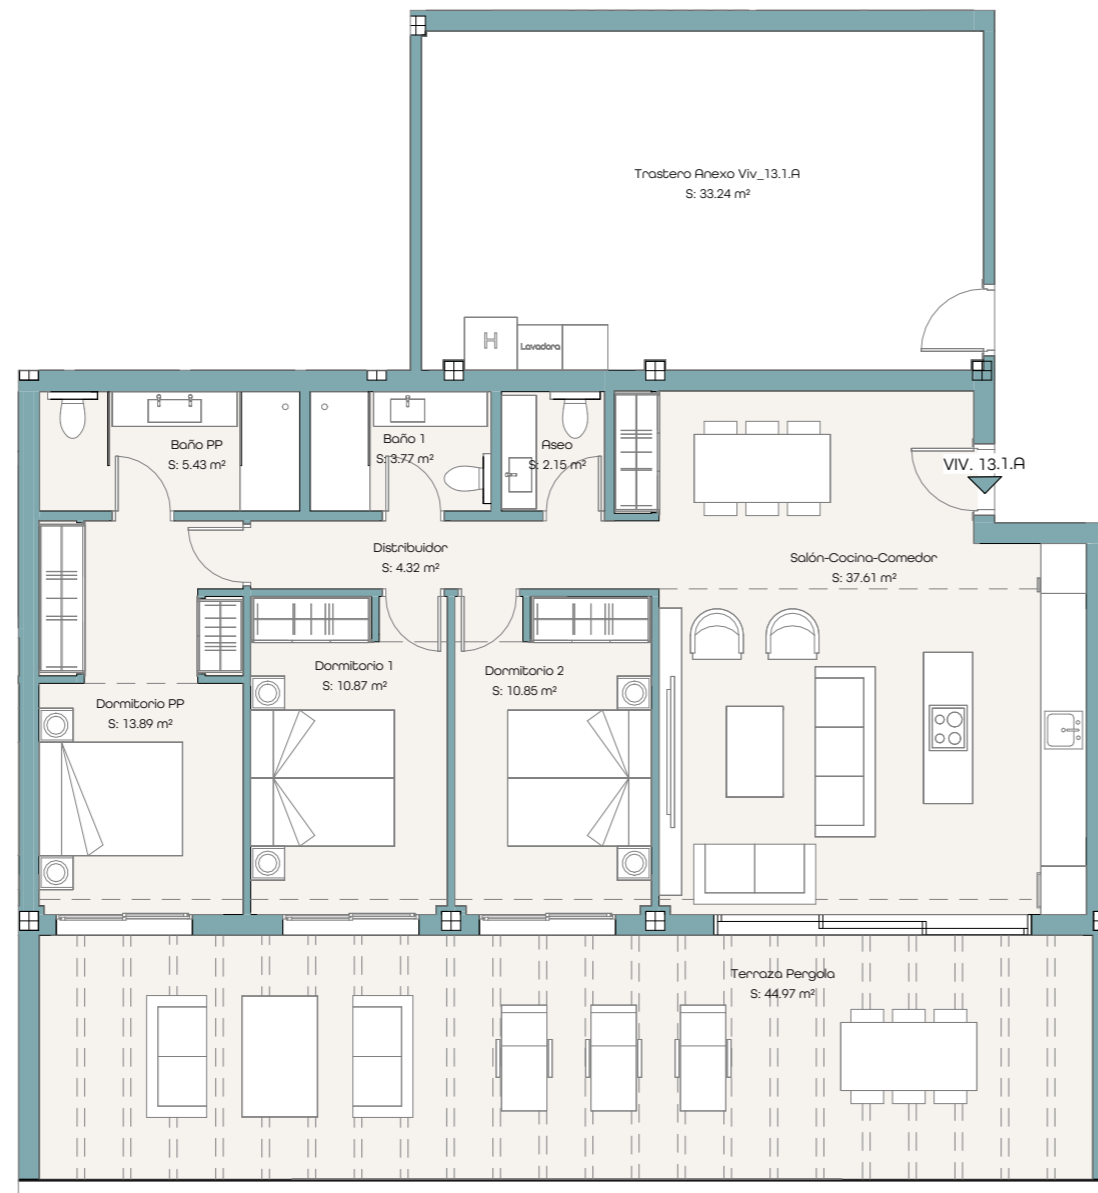 Trastero Anexo Viv_13.1.A
S: 33.24 m²
H
Lavadora
Baño PP
S: 5.43 m²
Baño 1
S: 3.77 m²
Aseo
S: 2.15 m²
VIV. 13.1.A
Distribuidor
S: 4.32 m²
Salón-Cocina-Comedor
S: 37.61 m²
Dormitorio PP
S: 13.89 m²
Dormitorio 1
S: 10.87 m²
Dormitorio 2
S: 10.85 m²
Terraza Pergola
S: 44.97 m²